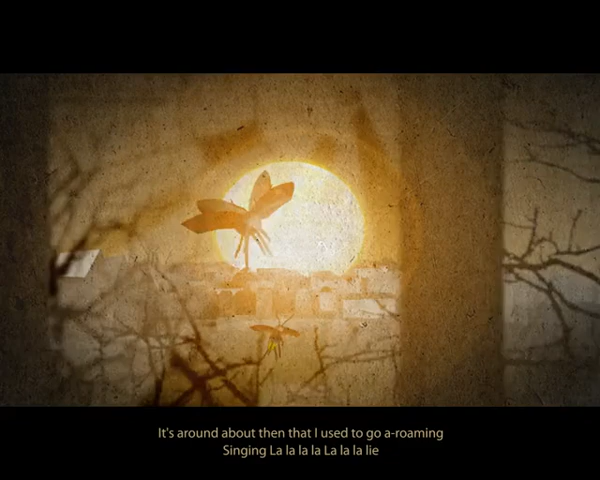 It's around about then that I used to go a-roaming
Singing La la la la La la la lie